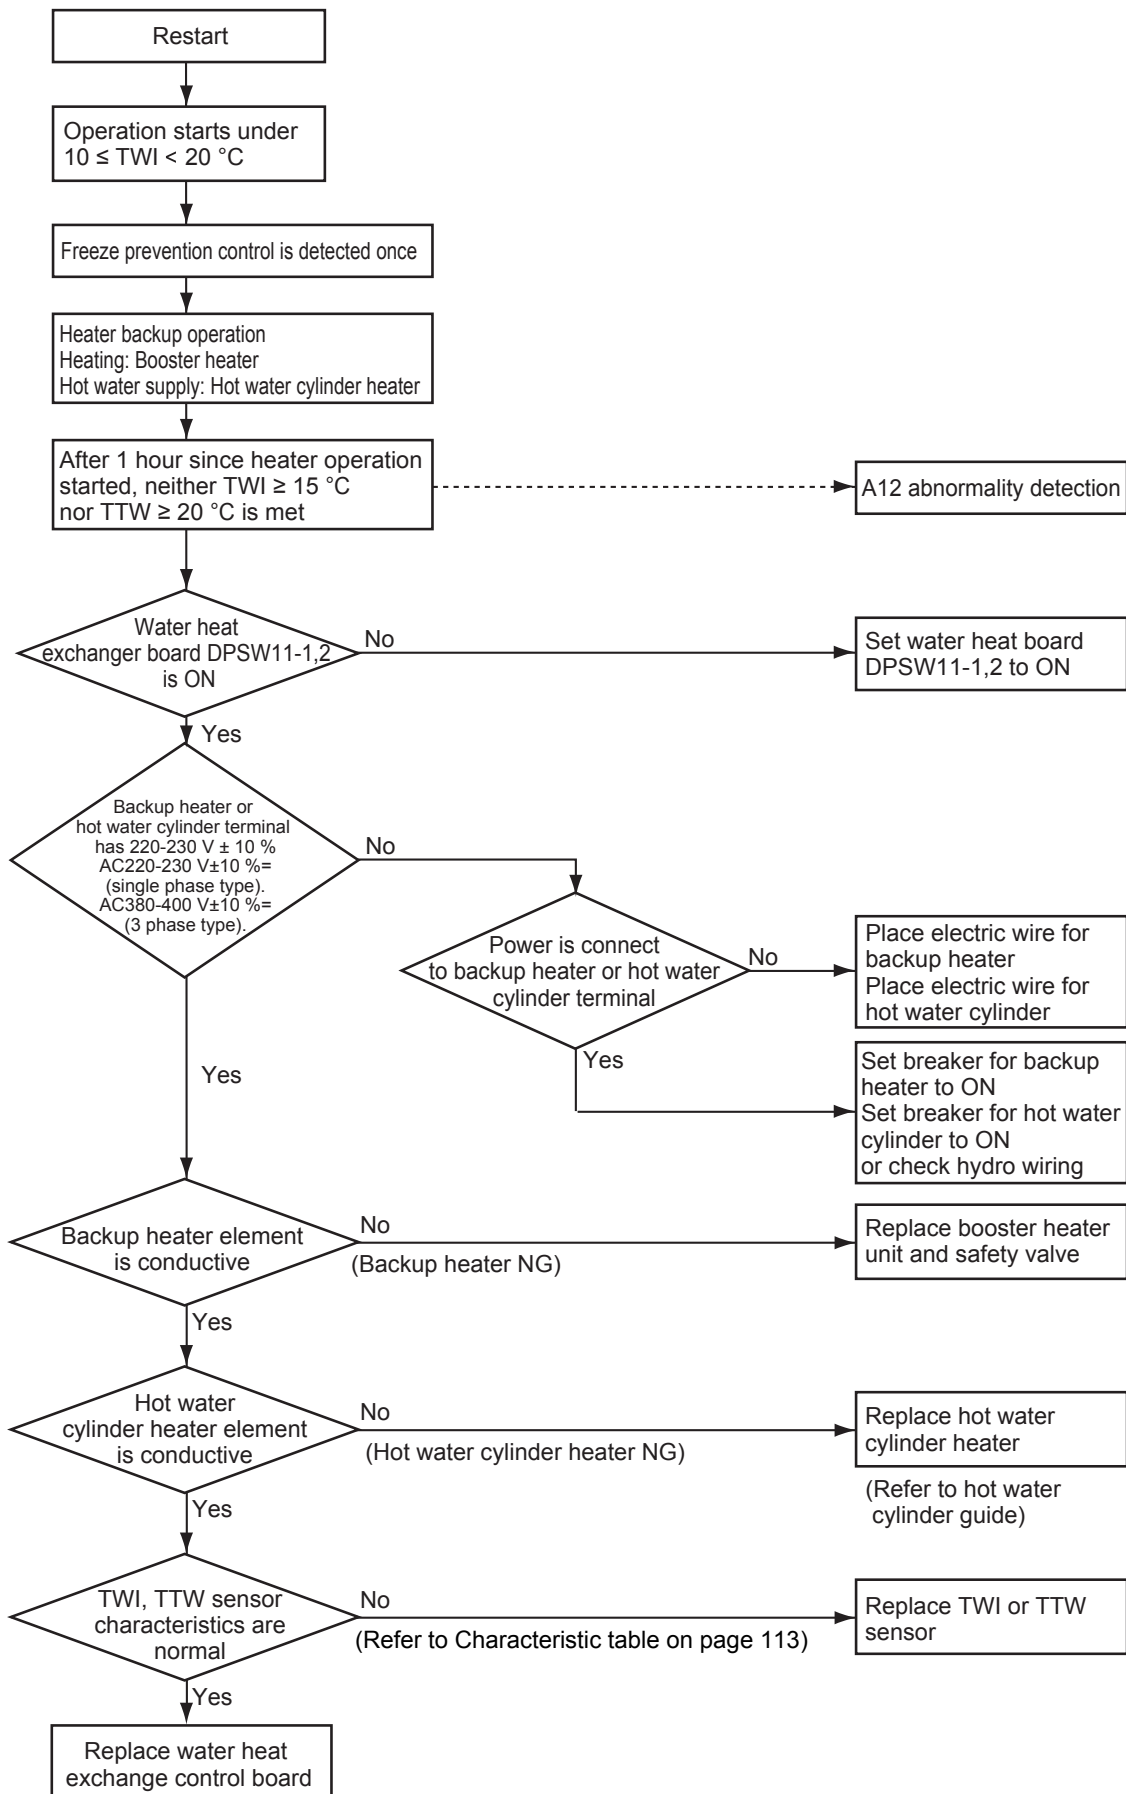 Restart
Operation starts under
10 ≤ TWI < 20 °C
Freeze prevention control is detected once
Heater backup operation
Heating: Booster heater
Hot water supply: Hot water cylinder heater
After 1 hour since heater operation
started, neither TWI ≥ 15 °C
nor TTW ≥ 20 °C is met
A12 abnormality detection
Water heat
exchanger board DPSW11-1,2
is ON
No
Set water heat board
DPSW11-1,2 to ON
Yes
Backup heater or
hot water cylinder terminal
has 220-230 V ± 10 %
AC220-230 V±10 %=
(single phase type).
AC380-400 V±10 %=
(3 phase type).
No
Power is connect
to backup heater or hot water
cylinder terminal
No
Place electric wire for
backup heater
Place electric wire for
hot water cylinder
Yes
Set breaker for backup
heater to ON
Set breaker for hot water
cylinder to ON
or check hydro wiring
Yes
Backup heater element
is conductive
No
(Backup heater NG)
Replace booster heater
unit and safety valve
Yes
Hot water
cylinder heater element
is conductive
No
(Hot water cylinder heater NG)
Replace hot water
cylinder heater
(Refer to hot water
cylinder guide)
Yes
TWI, TTW sensor
characteristics are
normal
No
(Refer to Characteristic table on page 113)
Replace TWI or TTW
sensor
Yes
Replace water heat
exchange control board